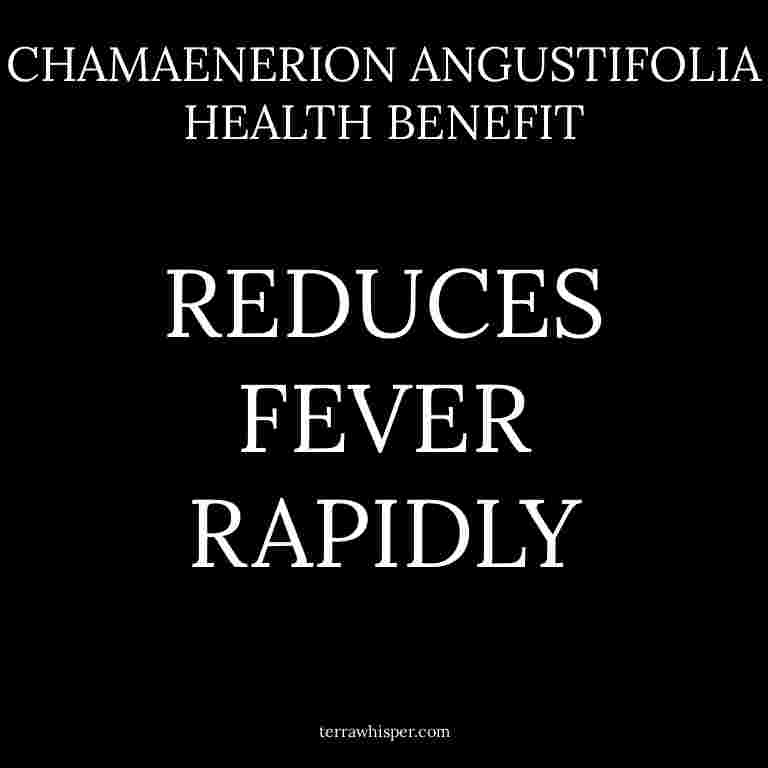 CHAMAENERION ANGUSTIFOLIA
HEALTH BENEFIT
REDUCES
FEVER
RAPIDLY
terrawhisper.com